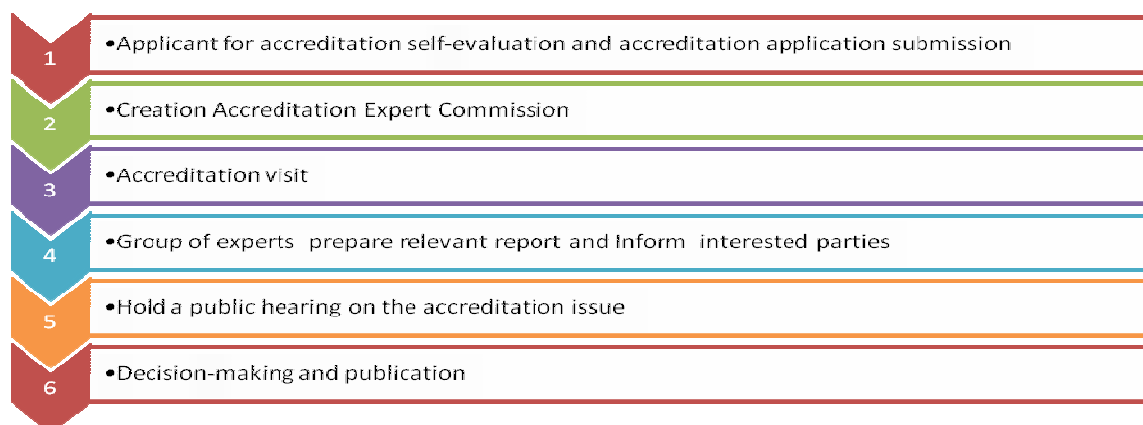 1
•Applicant for accreditation self-evaluation and accreditation application submission
2
•Creation Accreditation Expert Commission
3
•Accreditation visit
4
•Group of experts prepare relevant report and Inform interested parties
5
•Hold a public hearing on the accreditation issue
6
•Decision-making and publication